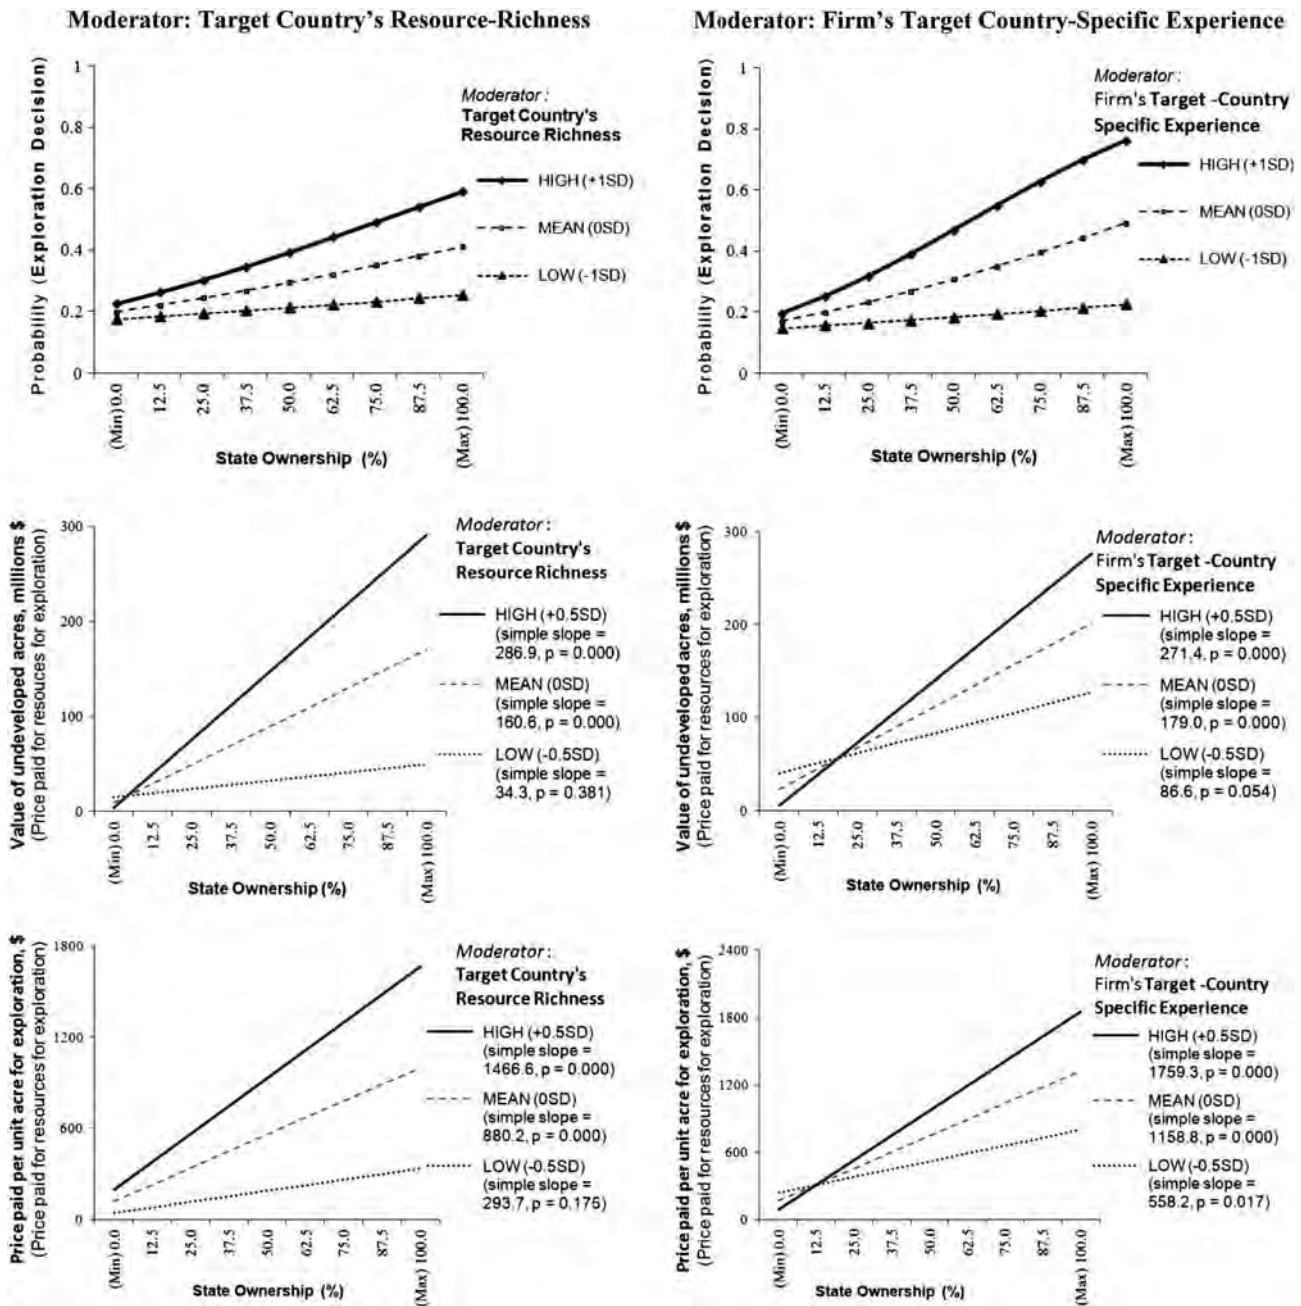 Moderator: Target Country's Resource-Richness
Moderator: Firm's Target Country-Specific Experience
Probability (Exploration Decision)
1
0.8
0.6
0.4
0.2
0
Moderator :
Target Country's
Resource Richness
HIGH (+1SD)
MEAN (0SD)
LOW (-1SD)
(Min) 0.0
12.5
25.0
37.5
50.0
62.5
75.0
87.5
(Max) 100.0
State Ownership (%)
Probability (Exploration Decision)
1
0.8
0.6
0.4
0.2
0
Moderator :
Firm's Target -Country
Specific Experience
HIGH (+1SD)
MEAN (0SD)
LOW (-1SD)
(Min) 0.0
12.5
25.0
37.5
50.0
62.5
75.0
87.5
(Max) 100.0
State Ownership (%)
Value of undeveloped acres, millions $
(Price paid for resouces for exploration)
300
200
100
0
Moderator :
Target Country's
Resource Richness
HIGH (+0.5SD)
(simple slope =
286.9, p = 0.000)
MEAN (0SD)
(simple slope =
160.6, p = 0.000)
LOW (-0.5SD)
(simple slope =
34.3, p = 0.381)
(Min) 0.0
12.5
25.0
37.5
50.0
62.5
75.0
87.5
(Max) 100.0
State Ownership (%)
Value of undeveloped acres, millions $
(Price paid for resources for exploration)
300
200
100
0
Moderator :
Firm's Target -Country
Specific Experience
HIGH (+0.5SD)
(simple slope =
271.4, p = 0.000)
MEAN (0SD)
(simple slope =
179.0, p = 0.000)
LOW (-0.5SD)
(simple slope =
86.6, p = 0.054)
(Min) 0.0
12.5
25.0
37.5
50.0
62.5
75.0
87.5
(Max) 100.0
State Ownership (%)
Price paid per unit acre for exploration, $
(Price paid for resources for exploration)
1800
1200
600
0
Moderator :
Target Country's
Resource Richness
HIGH (+0.5SD)
(simple slope =
1466.6, p = 0.000)
MEAN (0SD)
(simple slope =
880.2, p = 0.000)
LOW (-0.5SD)
(simple slope =
293.7, p = 0.175)
(Min) 0.0
12.5
25.0
37.5
50.0
62.5
75.0
87.5
(Max) 100.0
State Ownership (%)
Price paid per unit acre for exploration, $
(Price paid for resources for exploration)
2400
1800
1200
600
0
Moderator :
Firm's Target -Country
Specific Experience
HIGH (+0.5SD)
(simple slope =
1759.3, p = 0.000)
MEAN (0SD)
(simple slope =
1158.8, p = 0.000)
LOW (-0.5SD)
(simple slope =
558.2, p = 0.017)
(Min) 0.0
12.5
25.0
37.5
50.0
62.5
75.0
87.5
(Max) 100.0
State Ownership (%)